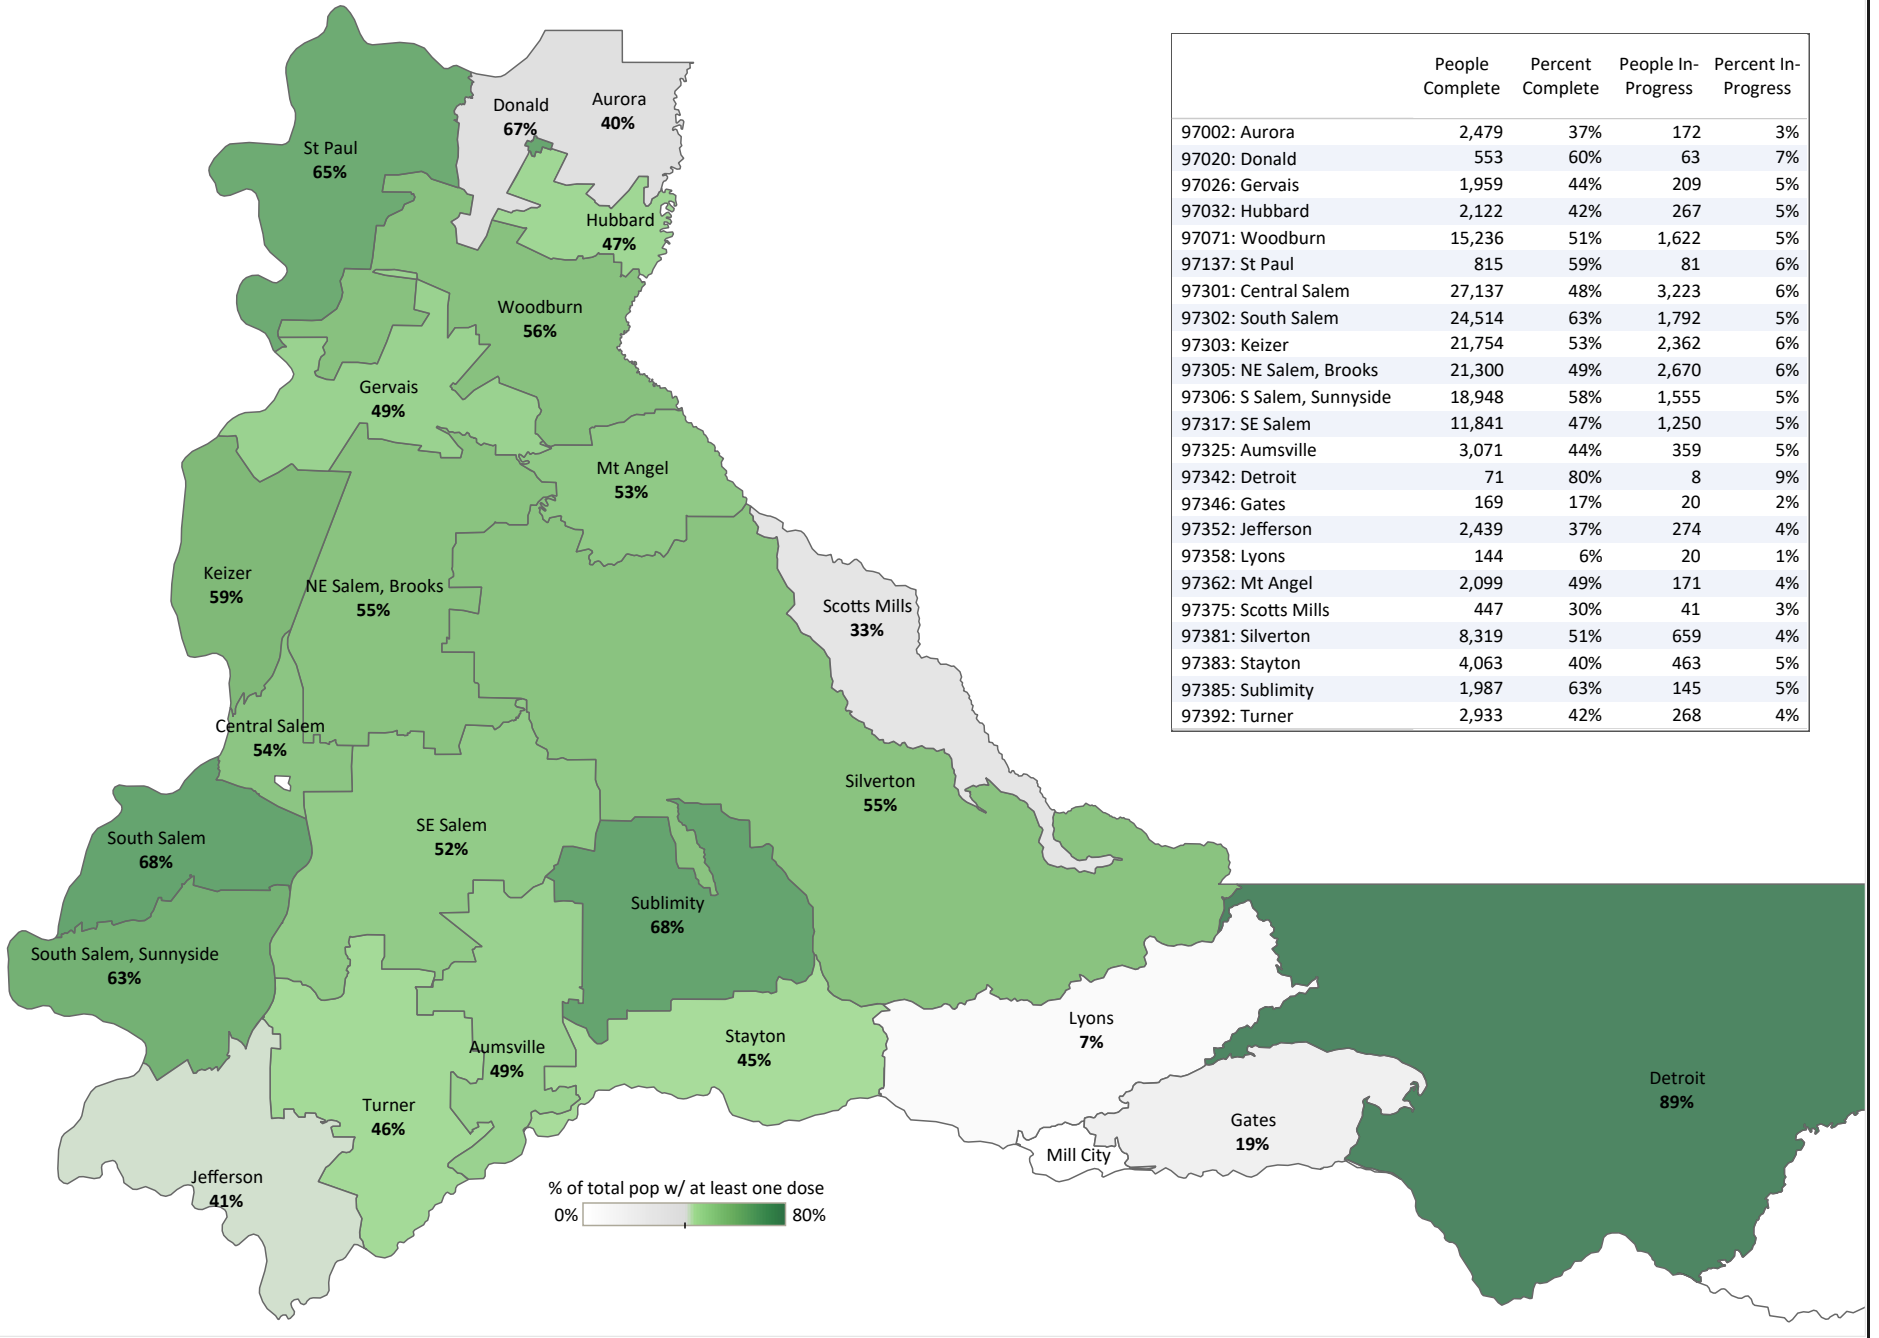 Donald
67%
Aurora
40%
St Paul
65%
Hubbard
47%
Woodburn
56%
Gervais
49%
Mt Angel
53%
Keizer
59%
NE Salem, Brooks
55%
Scotts Mills
33%
Central Salem
54%
Silverton
55%
South Salem
68%
SE Salem
52%
Sublimity
68%
South Salem, Sunnyside
63%
Lyons
7%
Stayton
45%
Aumsville
49%
Detroit
89%
Turner
46%
Gates
19%
Mill City
Jefferson
41%
% of total pop w/ at least one dose
0% 80%
People Complete Percent Complete People In-Progress Percent In-Progress
97002: Aurora 2,479 37% 172 3%
97020: Donald 553 60% 63 7%
97026: Gervais 1,959 44% 209 5%
97032: Hubbard 2,122 42% 267 5%
97071: Woodburn 15,236 51% 1,622 5%
97137: St Paul 815 59% 81 6%
97301: Central Salem 27,137 48% 3,223 6%
97302: South Salem 24,514 63% 1,792 5%
97303: Keizer 21,754 53% 2,362 6%
97305: NE Salem, Brooks 21,300 49% 2,670 6%
97306: S Salem, Sunnyside 18,948 58% 1,555 5%
97317: SE Salem 11,841 47% 1,250 5%
97325: Aumsville 3,071 44% 359 5%
97342: Detroit 71 80% 8 9%
97346: Gates 169 17% 20 2%
97352: Jefferson 2,439 37% 274 4%
97358: Lyons 144 6% 20 1%
97362: Mt Angel 2,099 49% 171 4%
97375: Scotts Mills 447 30% 41 3%
97381: Silverton 8,319 51% 659 4%
97383: Stayton 4,063 40% 463 5%
97385: Sublimity 1,987 63% 145 5%
97392: Turner 2,933 42% 268 4%